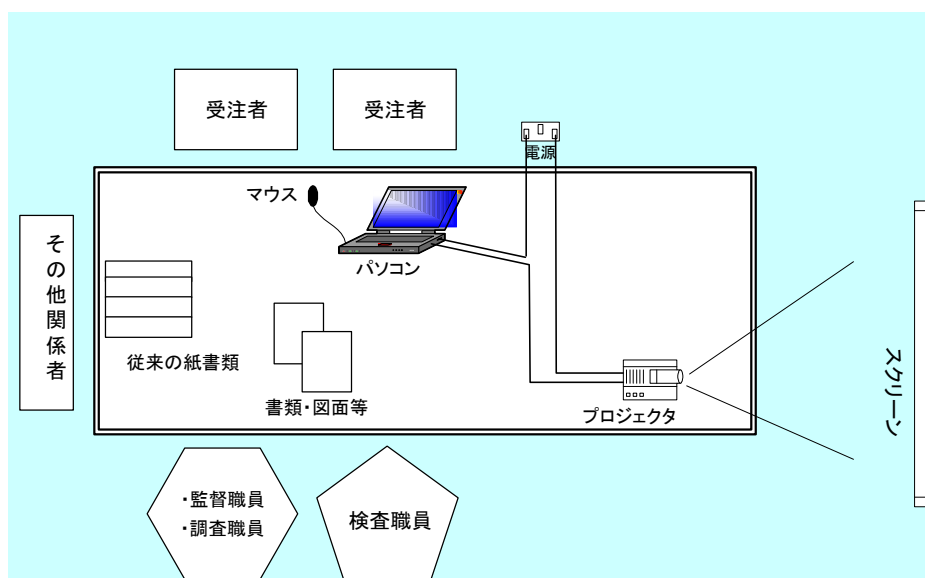 受注者
受注者
電源
マウス
パソコン
その他関係者
従来の紙書類
書類・図面等
プロジェクタ
スクリーン
・監督職員
・調査職員
検査職員